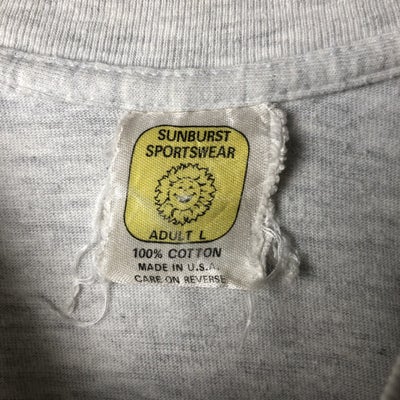 SUNBURST
SPORTSWEAR
ADULT L
100% COTTON
MADE IN U.S.A.
CARE ON REVERSE